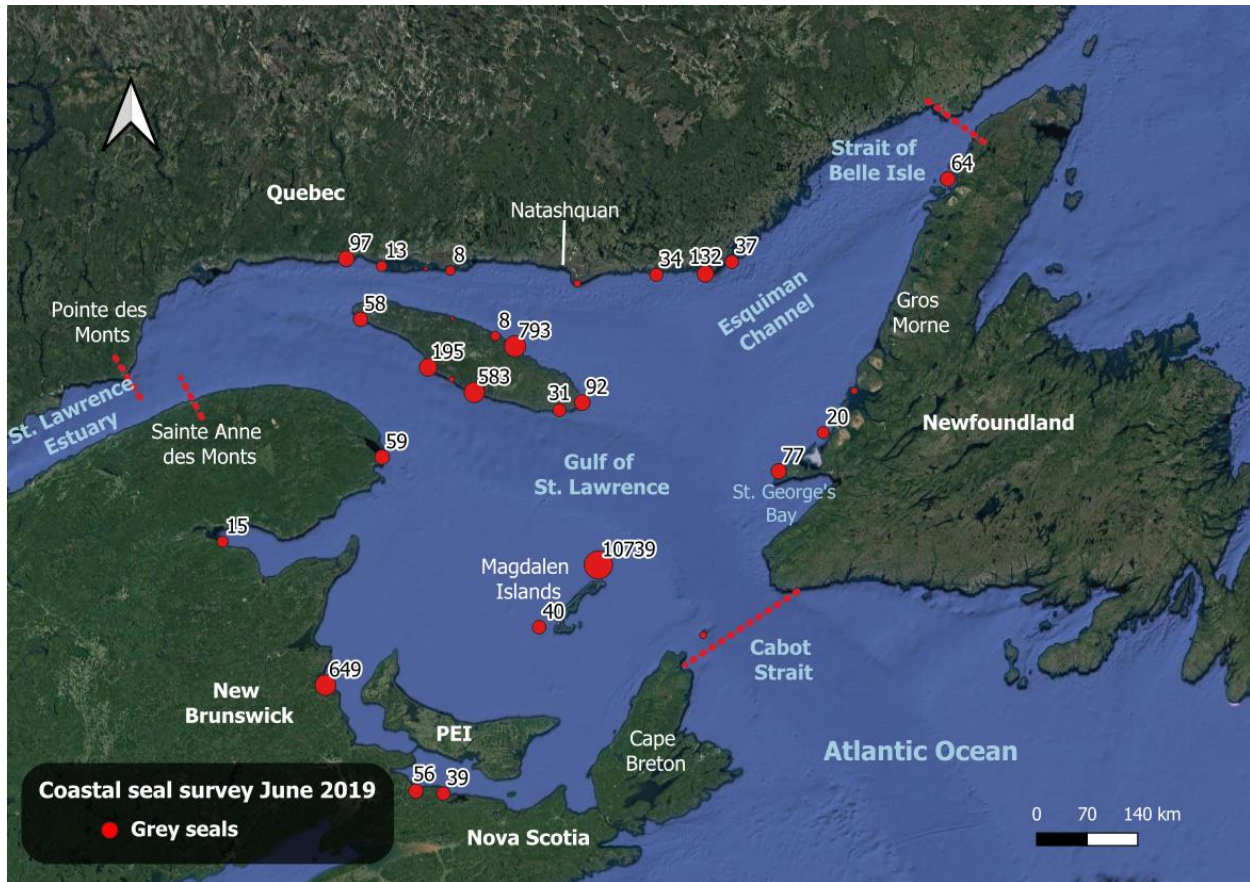 Strait of
Belle Isle
64
Quebec
Natashquan
97
13
8
34
132
37
Esquiman
Channel
Pointe des
Monts
58
8
793
Gros
Morne
195
583
31
92
St. Lawrence
Estuary
Sainte Anne
des Monts
59
20
Newfoundland
Gulf of
St. Lawrence
77
St. George's
Bay
15
10739
Magdalen
Islands
40
Cabot
Strait
649
New
Brunswick
PEI
Cape
Breton
Atlantic Ocean
56
39
Nova Scotia
Coastal seal survey June 2019
Grey seals
0 70 140 km